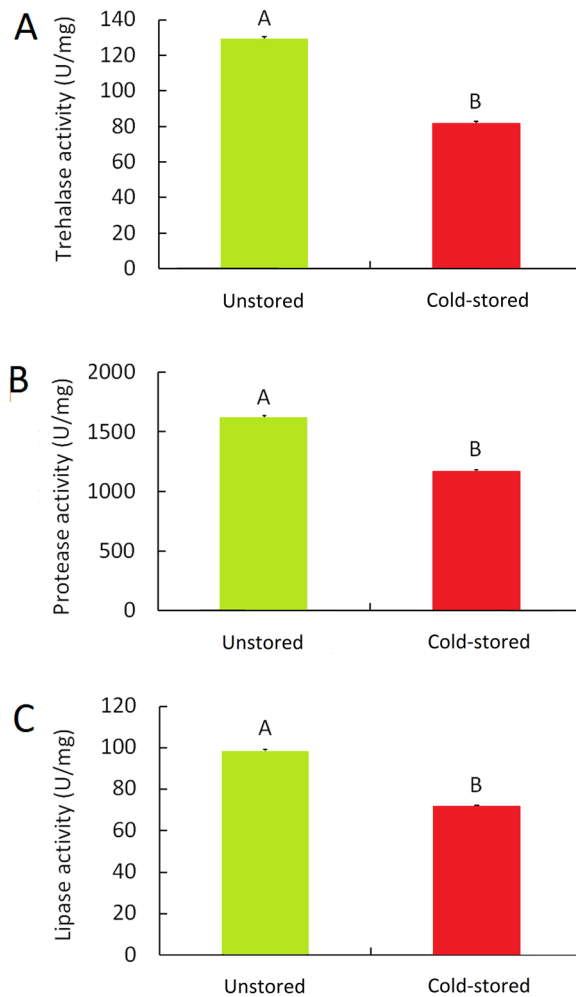 A
Trehalase activity (U/mg)
140
120
100
80
60
40
20
0
A
B
Unstored
Cold-stored
B
Protease activity (U/mg)
2000
1500
1000
500
0
A
B
Unstored
Cold-stored
C
Lipase activity (U/mg)
120
100
80
60
40
20
0
A
B
Unstored
Cold-stored